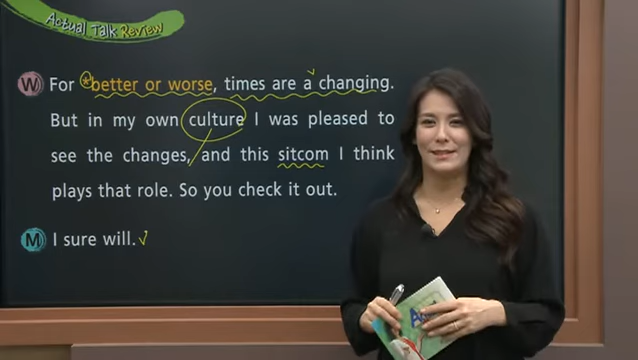 Actual Talk Review
W For *better or worse, times are a changing.
But in my own culture I was pleased to
see the changes, and this sitcom I think
plays that role. So you check it out.
M I sure will.